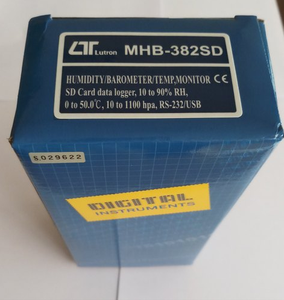 Lutron MHB-382SD
HUMIDITY/BAROMETER/TEMP,MONITOR CE
SD Card data logger, 10 to 90% RH,
0 to 50.0℃, 10 to 1100 hpa, RS-232/USB
E029622
DIGITAL
INSTRUMENTS